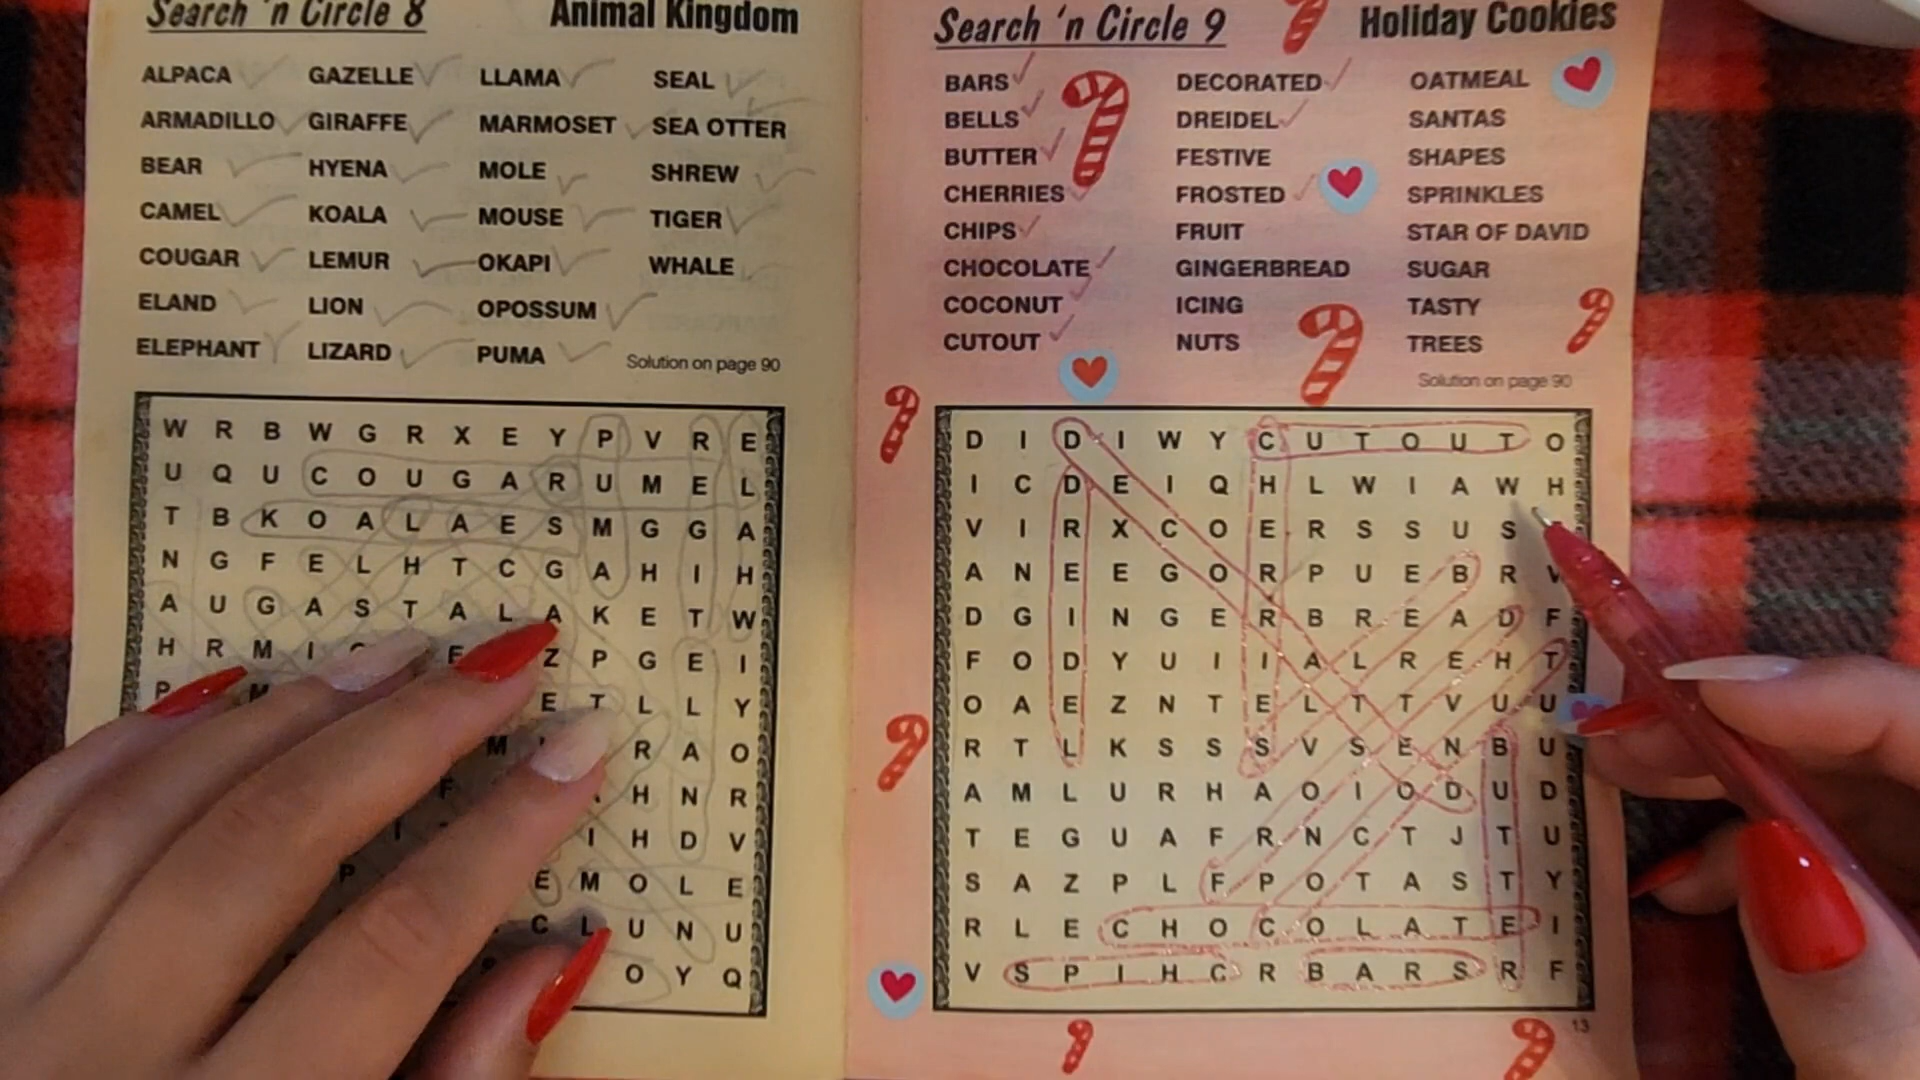 Search 'n Circle 8 Animal Kingdom
ALPACA GAZELLE LLAMA SEAL
ARMADILLO GIRAFFE MARMOSET SEA OTTER
BEAR HYENA MOLE SHREW
CAMEL KOALA MOUSE TIGER
COUGAR LEMUR OKAPI WHALE
ELAND LION OPOSSUM
ELEPHANT LIZARD PUMA
Solution on page 90
W R B W G R X E Y P V R E
U Q U C O U G A R U M E L
T B K O A L A E S M G G A
N G F E L H T C G A H I H
A U G A S T A L A K E T W
H R M I Z P G E I
E T L L Y
M R A O
H N R
I H D V
P E M O L E
C L U N U
O Y Q
Search 'n Circle 9 Holiday Cookies
BARS DECORATED OATMEAL
BELLS DREIDEL SANTAS
BUTTER FESTIVE SHAPES
CHERRIES FROSTED SPRINKLES
CHIPS FRUIT STAR OF DAVID
CHOCOLATE GINGERBREAD SUGAR
COCONUT ICING TASTY
CUTOUT NUTS TREES
Solution on page 90
D I D I W Y C U T O U T O
I C D E I Q H L W I A W H
V I R X C O E R S S U S
A N E E G O R P U E B R V
D G I N G E R B R E A D F
F O D Y U I I A L R E H T
O A E Z N T E L T T V U U
R T L K S S S V S E N B U
A M L U R H A O I O D U D
T E G U A F R N C T J T U
S A Z P L F P O T A S T Y
R L E C H O C O L A T E I
V S P I H C R B A R S R F
13